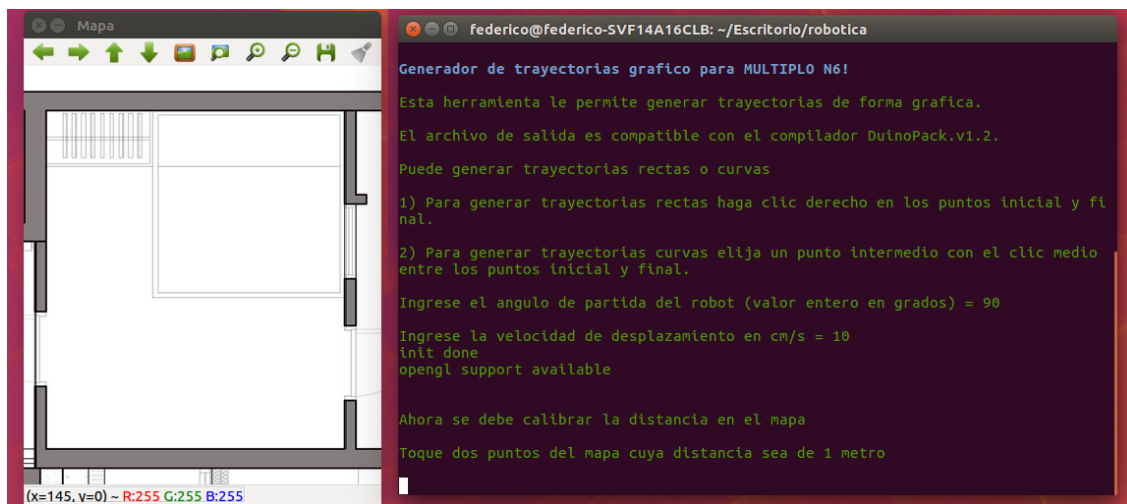 Mapa
(x=145, y=0) ~ R:255 G:255 B:255
federico@federico-SVF14A16CLB: ~/Escritorio/robotica
Generador de trayectorias grafico para MULTIPLO N6!
Esta herramienta le permite generar trayectorias de forma grafica.
El archivo de salida es compatible con el compilador DuinoPack.v1.2.
Puede generar trayectorias rectas o curvas
1) Para generar trayectorias rectas haga clic derecho en los puntos inicial y fi
nal.
2) Para generar trayectorias curvas elija un punto intermedio con el clic medio
entre los puntos inicial y final.
Ingrese el angulo de partida del robot (valor entero en grados) = 90
Ingrese la velocidad de desplazamiento en cm/s = 10
init done
opengl support available
Ahora se debe calibrar la distancia en el mapa
Toque dos puntos del mapa cuya distancia sea de 1 metro